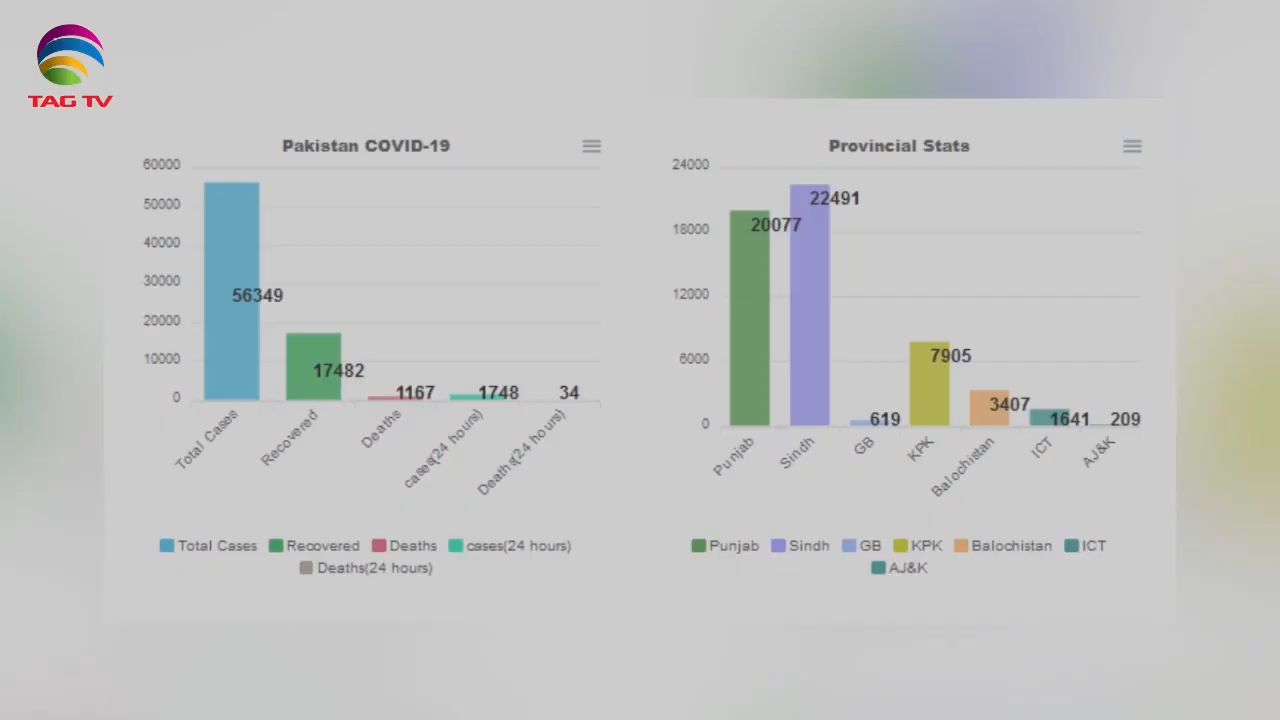 TAG TV
Pakistan COVID-19
60000
50000
40000
30000
20000
10000
0
56349
17482
1167
1748
34
Total Cases
Recovered
Deaths
cases(24 hours)
Deaths(24 hours)
Total Cases Recovered Deaths cases(24 hours)
Deaths(24 hours)
Provincial Stats
24000
18000
12000
6000
0
20077
22491
619
7905
3407
1641
209
Punjab
Sindh
GB
KPK
Balochistan
ICT
AJ&K
Punjab Sindh GB KPK Balochistan ICT
AJ&K